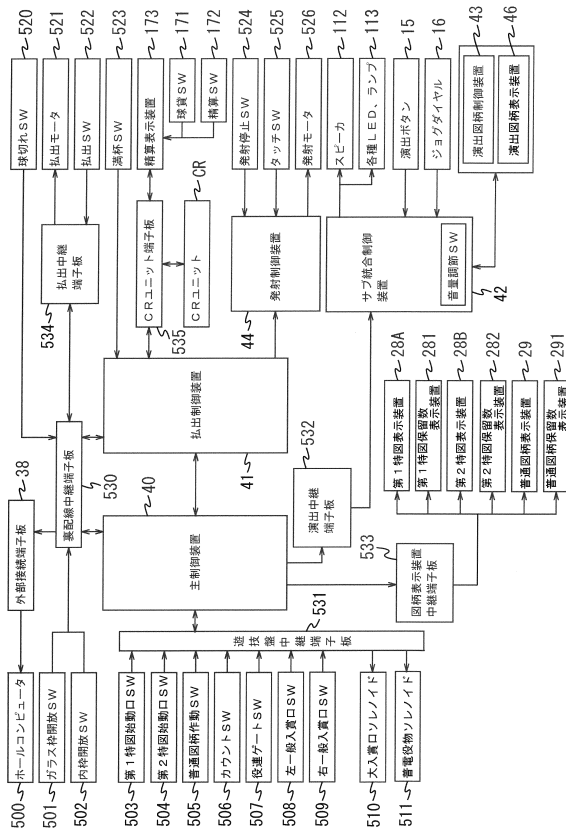 500
ホールコンピュータ
501
ガラス枠開放SW
502
内枠開放SW
38
外部接続端子板
裏配線中継端子板
530
534
払出中継
端子板
球切れSW
520
払出モータ
521
払出SW
522
満杯SW
523
精算表示装置
173
球貸SW
171
精算SW
172
CRユニット端子板
535
CRユニット
CR
払出制御装置
41
主制御装置
40
発射制御装置
44
発射停止SW
524
タッチSW
525
発射モータ
526
スピーカ
112
各種LED、ランプ
113
演出ボタン
15
ジョグダイヤル
16
サブ統合制御
装置
音量調節SW
42
演出図柄制御装置
43
演出図柄表示装置
46
532
演出中継
端子板
533
図柄表示装置
中継端子板
第1特図表示装置
28A
第1特図保留数
表示装置
281
第2特図表示装置
28B
第2特図保留数
表示装置
282
普通図柄表示装置
29
普通図柄保留数
表示装置
291
遊技盤中継端子板
531
503
第1特図始動口SW
504
第2特図始動口SW
505
普通図柄作動SW
506
カウントSW
507
役連ゲートSW
508
左一般入賞口SW
509
右一般入賞口SW
510
大入賞口ソレノイド
511
普電役物ソレノイド